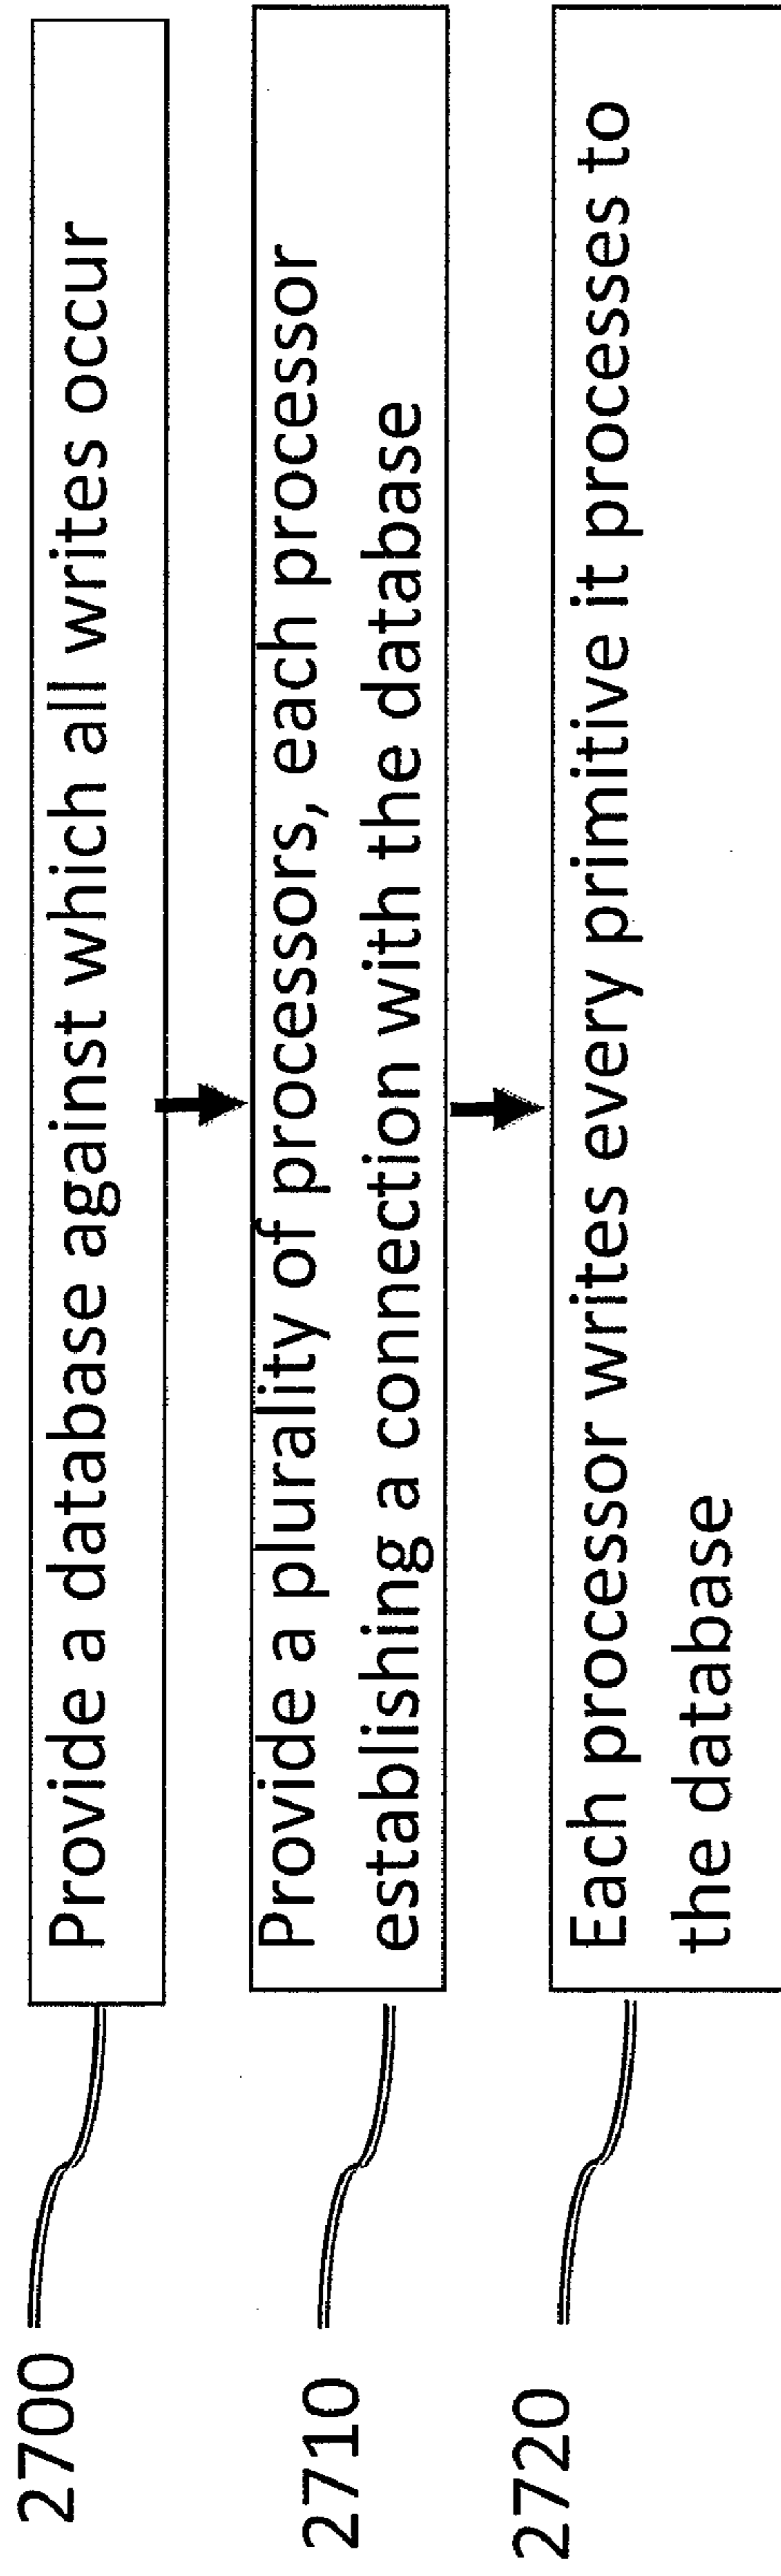 2700
Provide a database against which all writes occur
2710
Provide a plurality of processors, each processor
establishing a connection with the database
2720
Each processor writes every primitive it processes to
the database